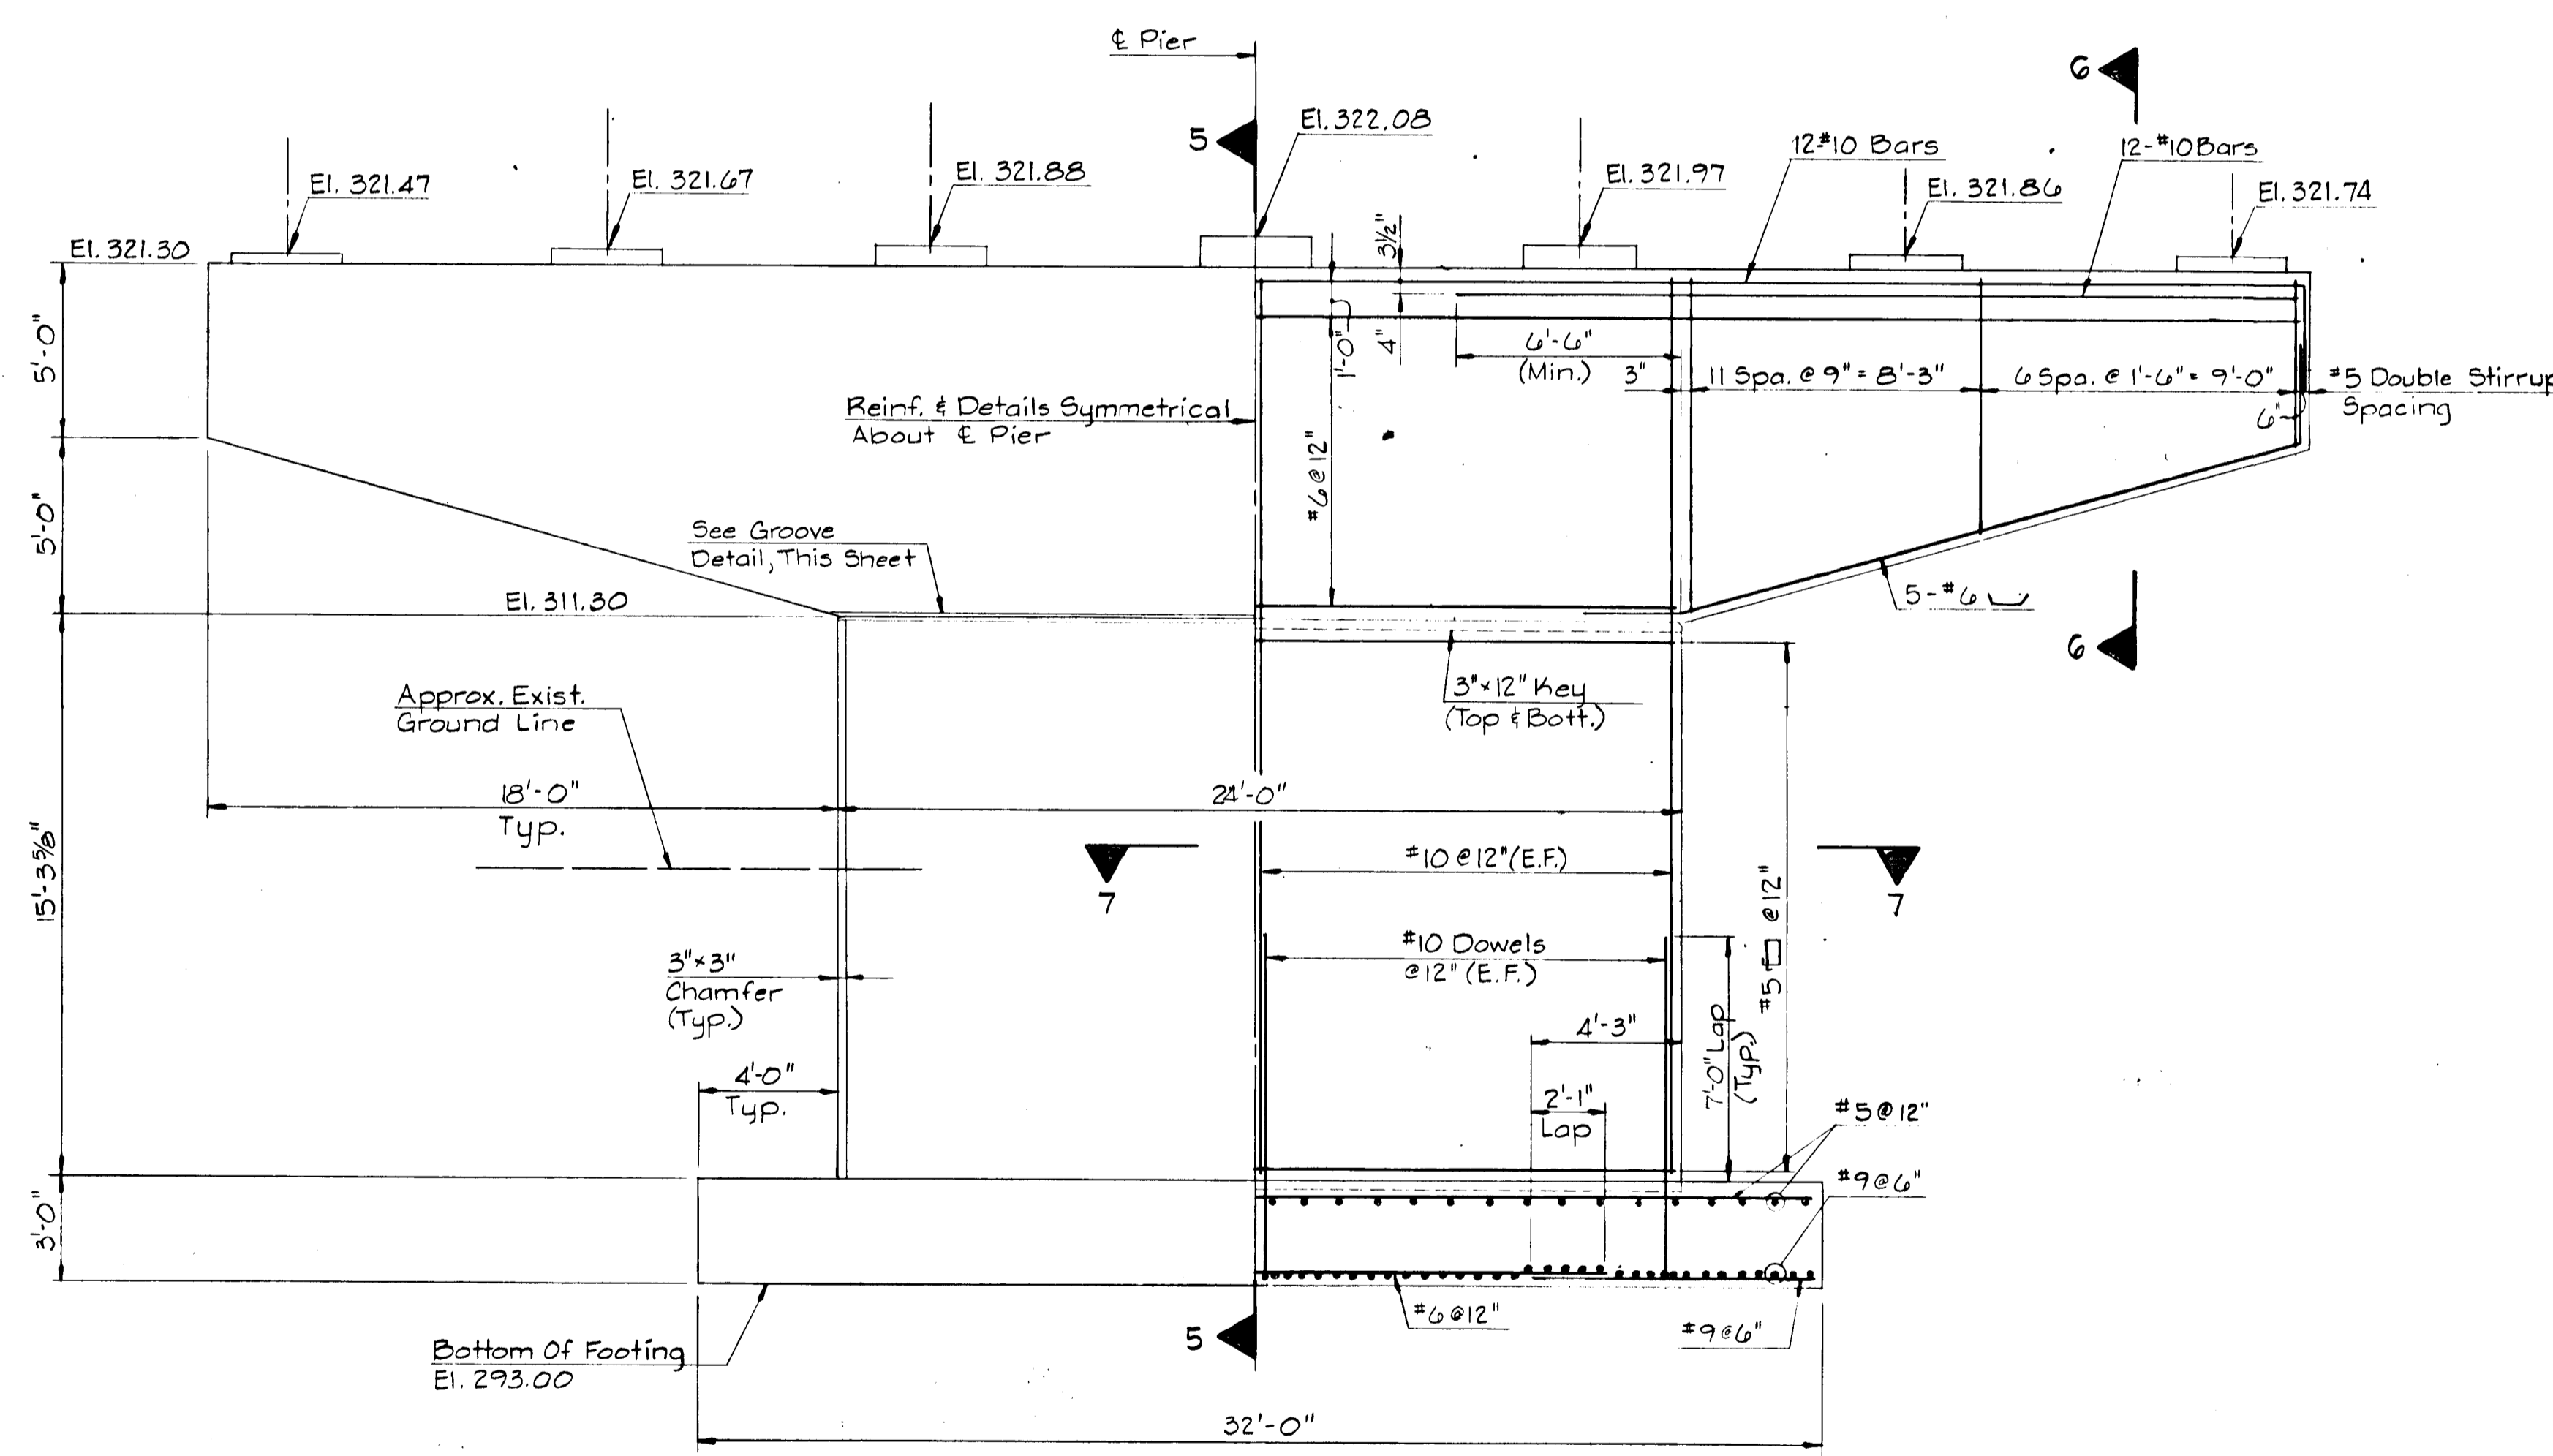 ℄ Pier
6
El. 322.08
5
12-#10 Bars
12-#10 Bars
El. 321.47
El. 321.67
El. 321.88
El. 321.97
El. 321.86
El. 321.74
El. 321.30
3½"
4"
1'-0"
6'-6"
(Min.)
3"
11 Spa. @ 9" = 8'-3"
6 Spa. @ 1'-6" = 9'-0"
6"
#5 Double Stirrup
Spacing
5'-0"
Reinf. & Details Symmetrical
About ℄ Pier
#6 @ 12"
5'-0"
See Groove
Detail, This Sheet
El. 311.30
5-#6
6
3"x12" Key
(Top & Bott.)
Approx. Exist.
Ground Line
18'-0"
Typ.
24'-0"
15'-3⅝"
#10 @ 12" (E.F.)
7
7
#5 @ 12"
#10 Dowels
@ 12" (E.F.)
3"x3"
Chamfer
(Typ.)
4'-3"
7'-0" Lap
(Typ.)
4'-0"
Typ.
2'-1"
Lap
#5 @ 12"
#9 @ 6"
3'-0"
#6 @ 12"
#9 @ 6"
5
Bottom Of Footing
El. 293.00
32'-0"